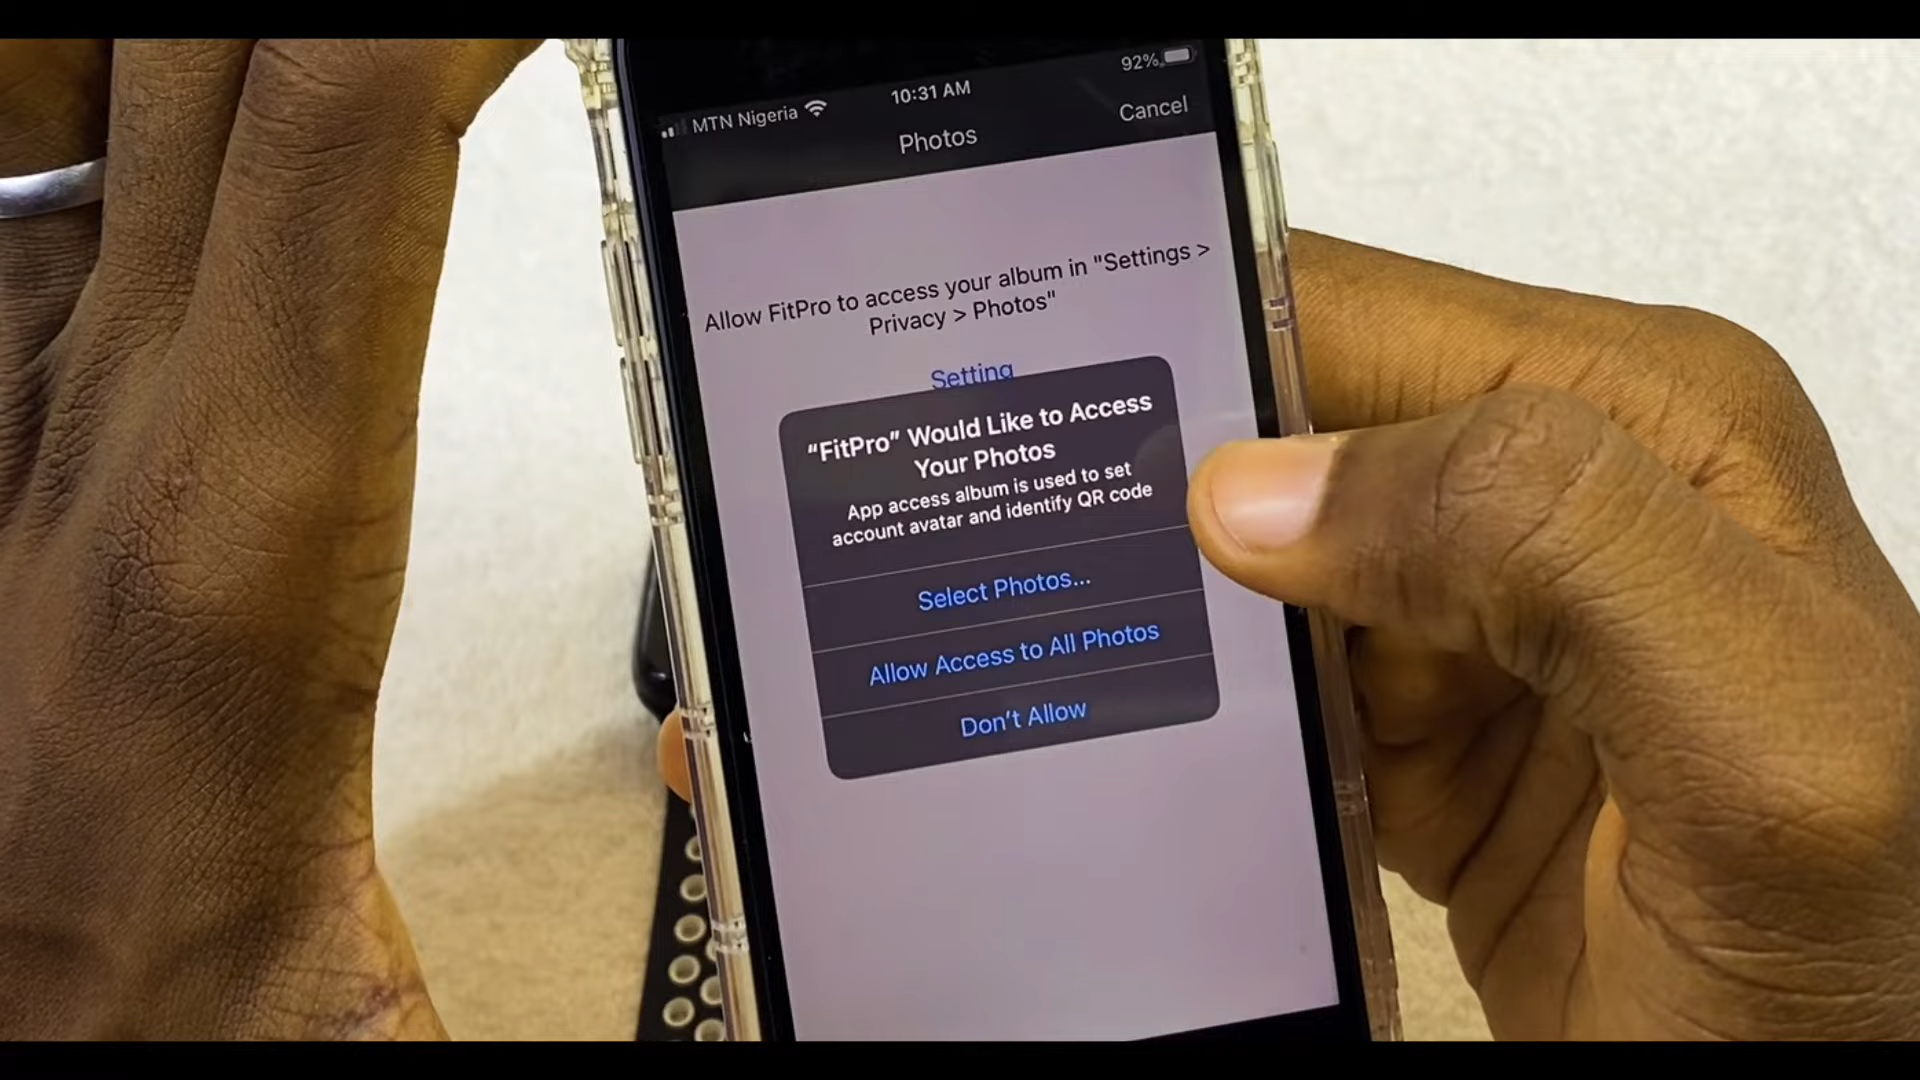 MTN Nigeria
10:31 AM
92%
Photos
Cancel
Allow FitPro to access your album in "Settings >
Privacy > Photos"
Setting
“FitPro” Would Like to Access
Your Photos
App access album is used to set
account avatar and identify QR code
Select Photos...
Allow Access to All Photos
Don’t Allow